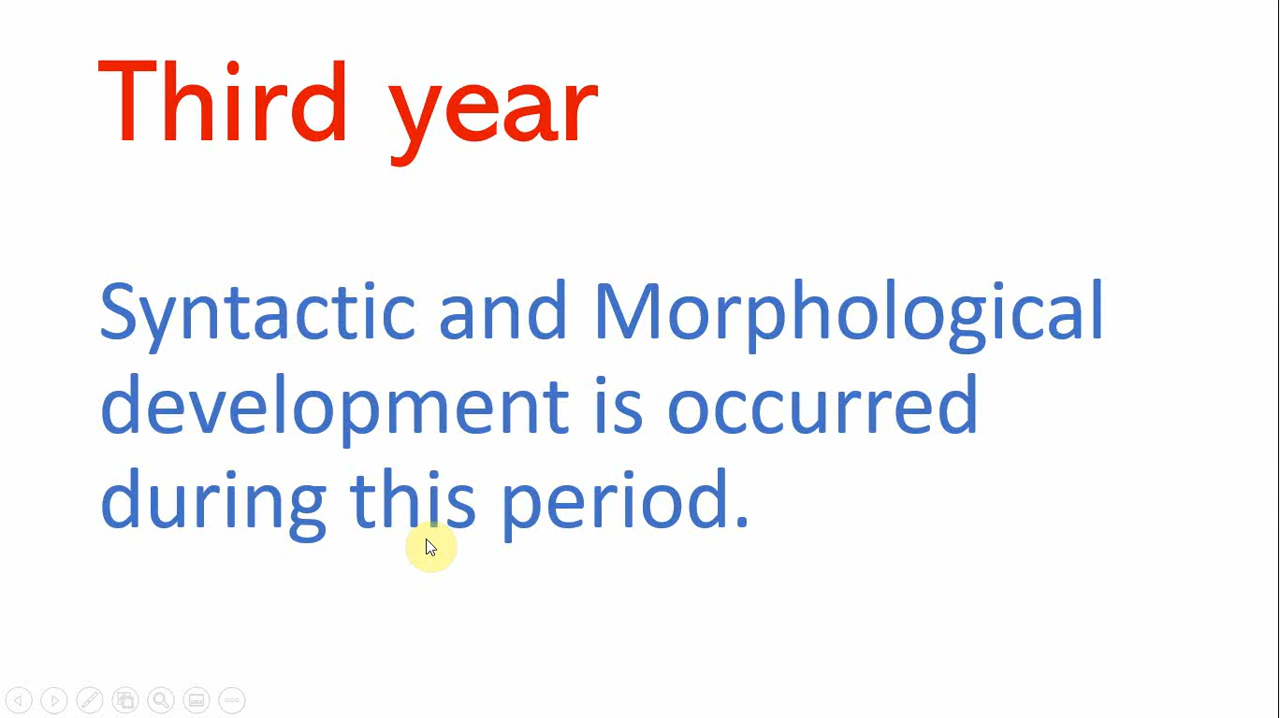 Third year
Syntactic and Morphological
development is occurred
during this period.